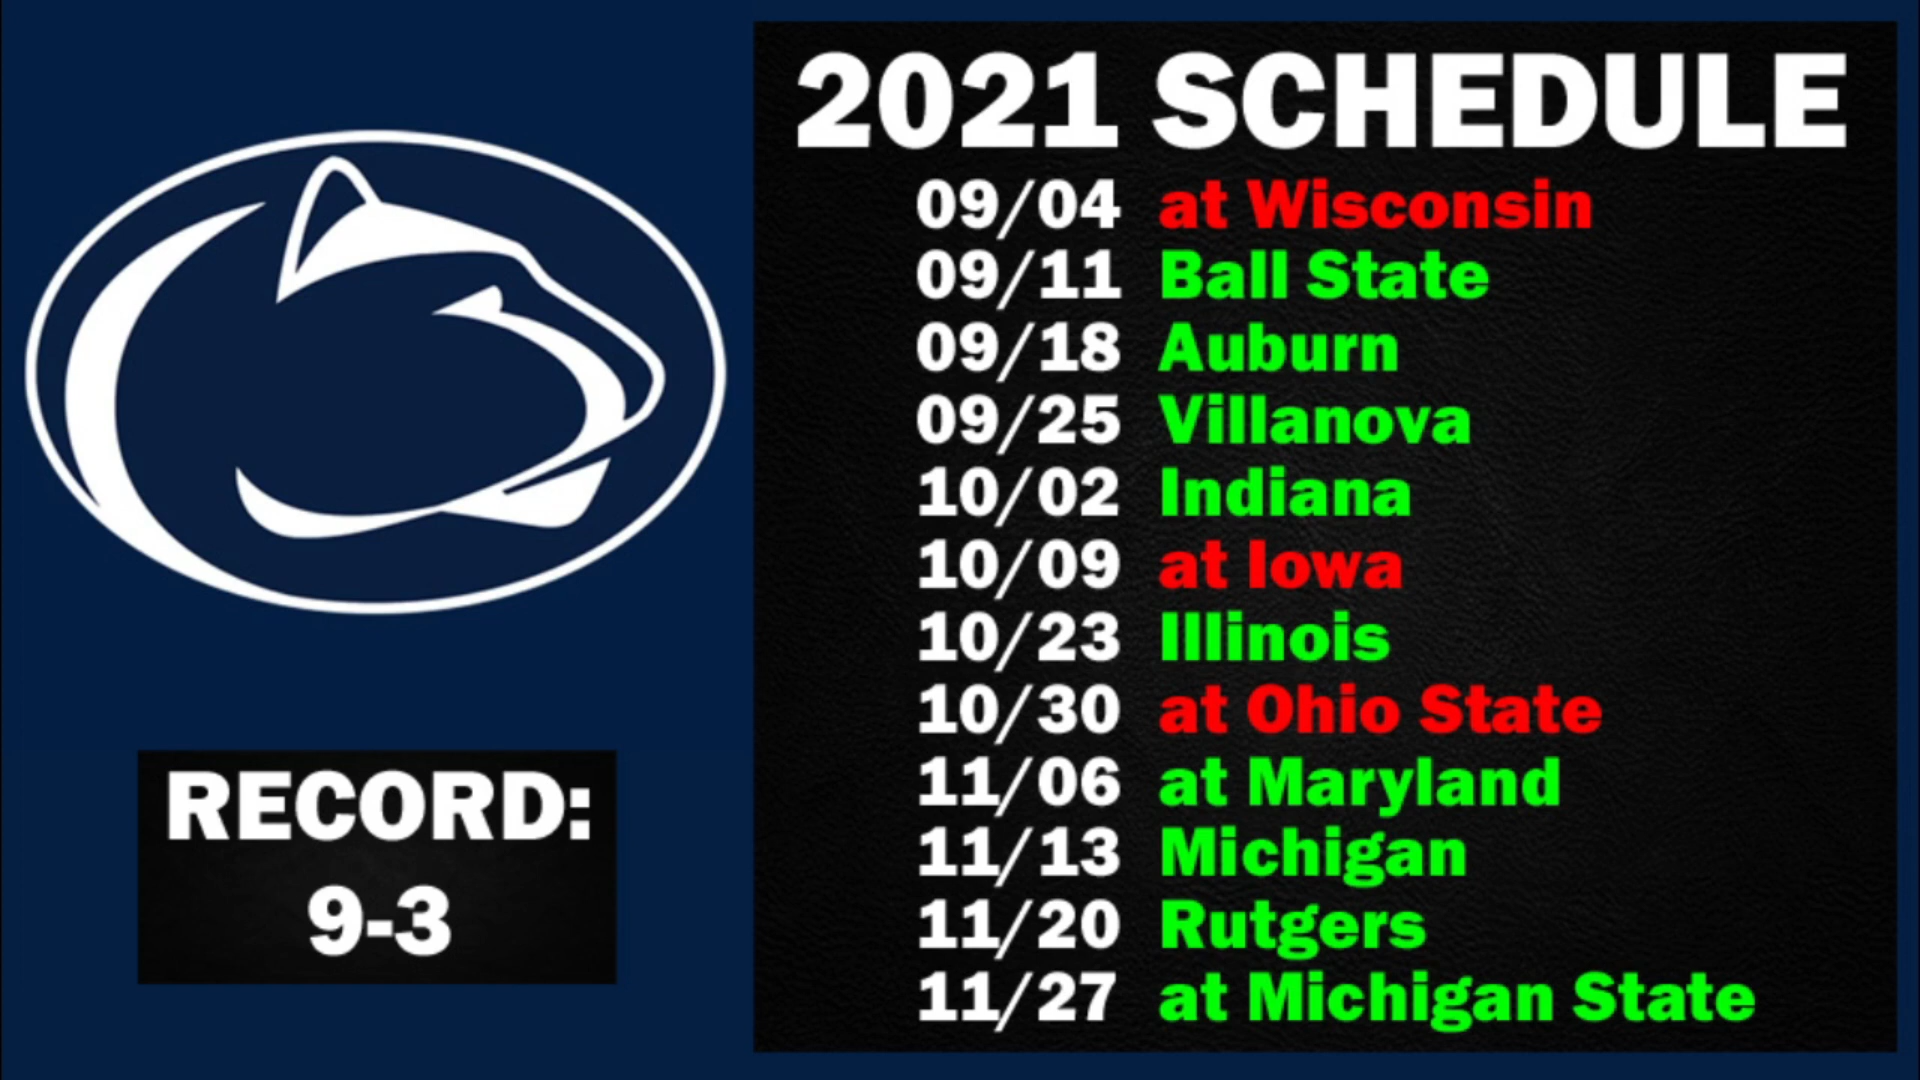 2021 SCHEDULE
09/04 at Wisconsin
09/11 Ball State
09/18 Auburn
09/25 Villanova
10/02 Indiana
10/09 at Iowa
10/23 Illinois
10/30 at Ohio State
11/06 at Maryland
11/13 Michigan
11/20 Rutgers
11/27 at Michigan State
RECORD:
9-3